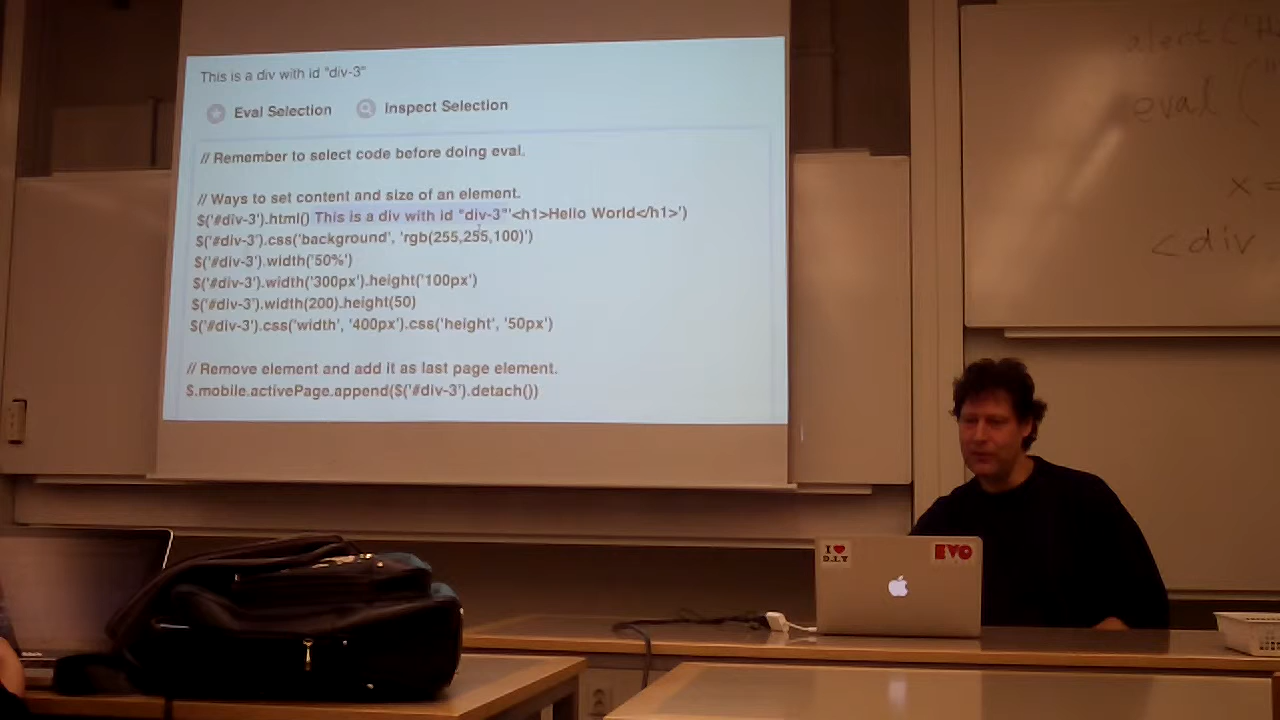 This is a div with id "div-3"
Eval Selection Inspect Selection
// Remember to select code before doing eval.
// Ways to set content and size of an element.
$('#div-3').html() This is a div with id "div-3"'<h1>Hello World</h1>')
$('#div-3').css('background', 'rgb(255,255,100)')
$('#div-3').width('50%')
$('#div-3').width('300px').height('100px')
$('#div-3').width(200).height(50)
$('#div-3').css('width', '400px').css('height', '50px')
// Remove element and add it as last page element.
$.mobile.activePage.append($('#div-3').detach())
alert('H
eval ("
x =
<div
I ♥
D.I.Y
EVO